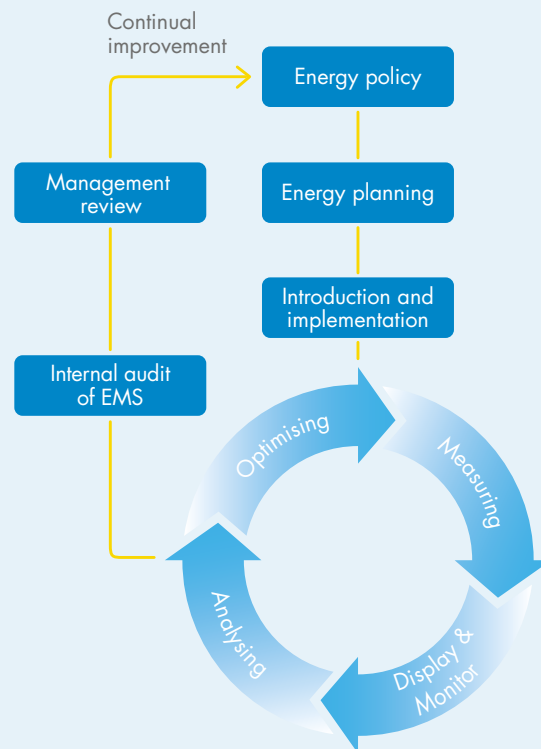 Continual
improvement
Energy policy
Management
review
Energy planning
Introduction and
implementation
Internal audit
of EMS
Optimising
Measuring
Analysing
Display &
Monitor